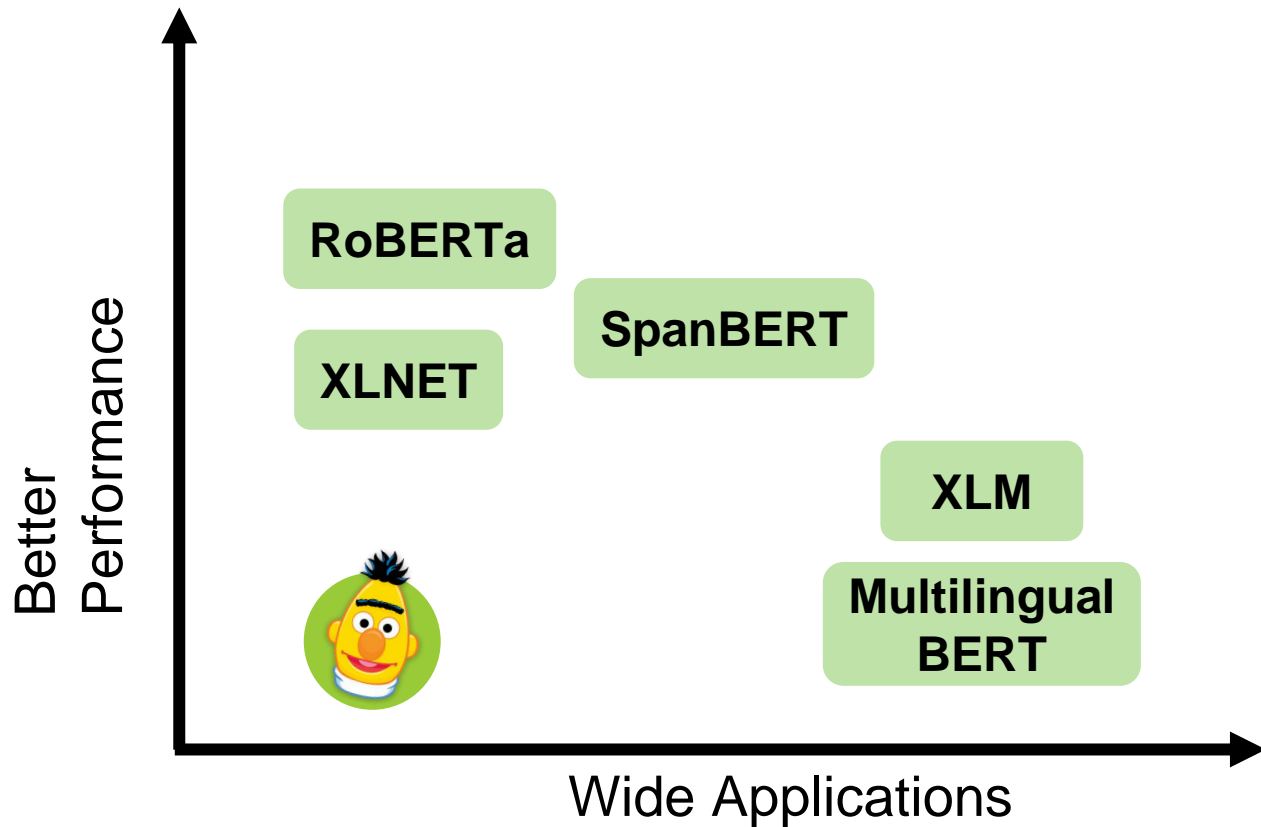 Better
Performance
RoBERTa
SpanBERT
XLNET
XLM
Multilingual
BERT
Wide Applications